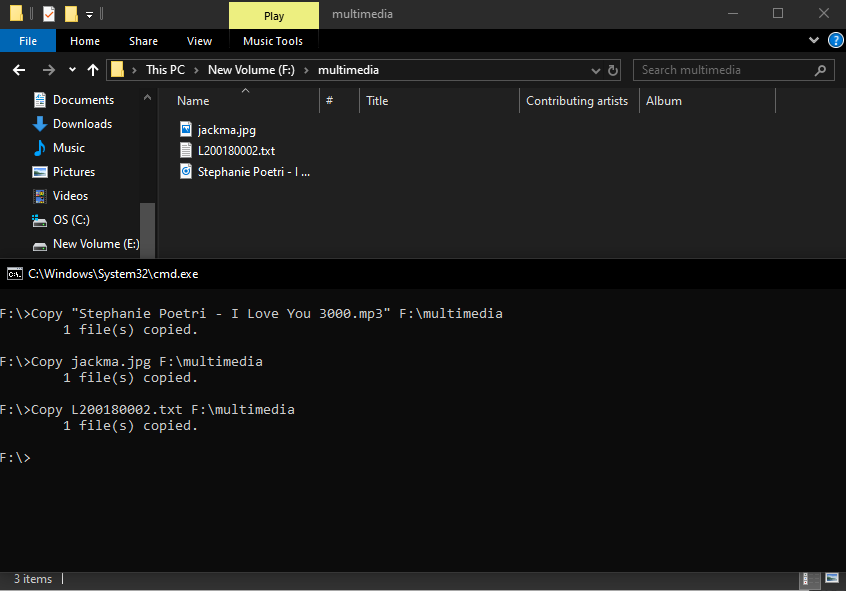 Play
multimedia
File
Home
Share
View
Music Tools
?
This PC > New Volume (F:) > multimedia
Search multimedia
Documents
Downloads
Music
Pictures
Videos
OS (C:)
New Volume (E:)
Name
#
Title
Contributing artists
Album
jackma.jpg
L200180002.txt
Stephanie Poetri - I ...
C:\Windows\System32\cmd.exe
F:\>Copy "Stephanie Poetri - I Love You 3000.mp3" F:\multimedia
1 file(s) copied.
F:\>Copy jackma.jpg F:\multimedia
1 file(s) copied.
F:\>Copy L200180002.txt F:\multimedia
1 file(s) copied.
F:\>
3 items